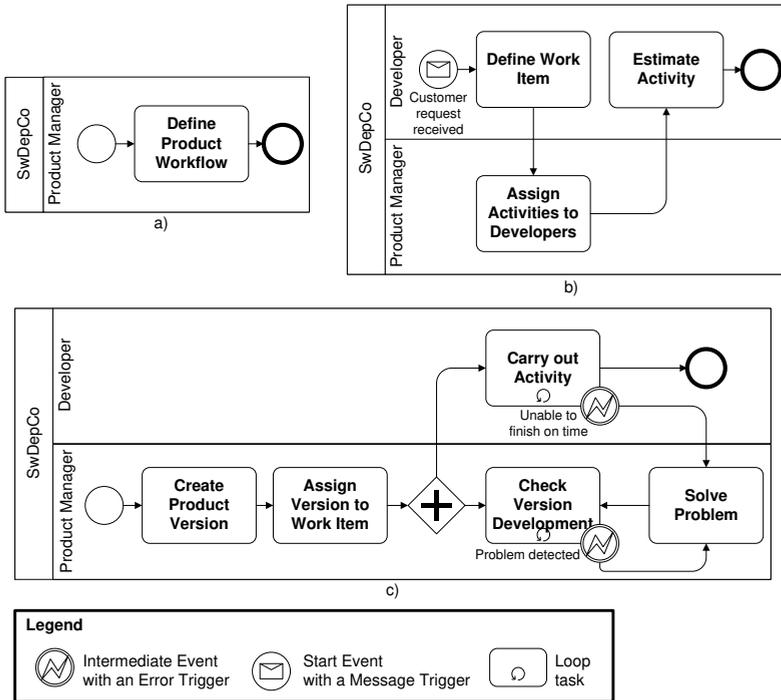 SwDepCo
Product Manager
Define
Product
Workflow
a)
SwDepCo
Developer
Product Manager
Customer
request
received
Define Work
Item
Estimate
Activity
Assign
Activities to
Developers
b)
SwDepCo
Developer
Product Manager
Carry out
Activity
Unable to
finish on time
Create
Product
Version
Assign
Version to
Work Item
Check
Version
Development
Problem detected
Solve
Problem
c)
Legend
Intermediate Event
with an Error Trigger
Start Event
with a Message Trigger
Loop
task